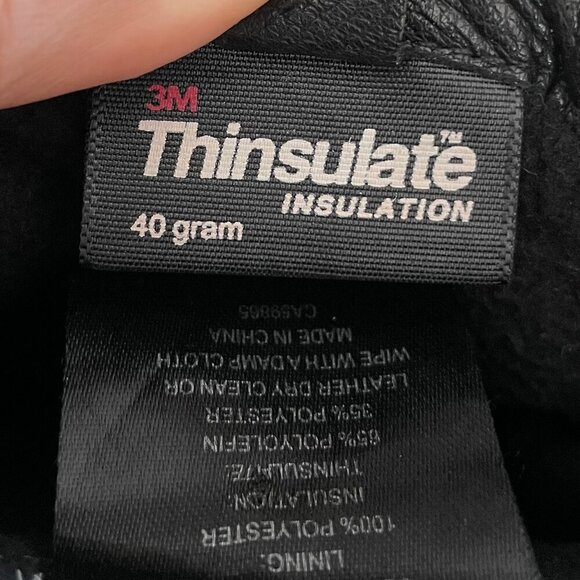 3M
Thinsulate™
INSULATION
40 gram
LINING:
100% POLYESTER
INSULATION:
THINSULATE:
65% POLYOLEFIN
35% POLYESTER
LEATHER DRY CLEAN OR
WIPE WITH A DAMP CLOTH
MADE IN CHINA
CA59865